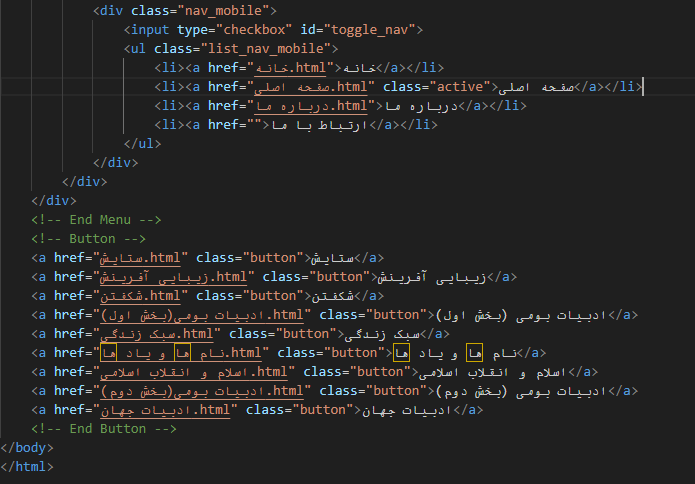 <div class="nav_mobile">
<input type="checkbox" id="toggle_nav">
<ul class="list_nav_mobile">
<li><a href="خانه.html">خانه</a></li>
<li><a href="صفحه اصلی.html" class="active">صفحه اصلی</a></li>
<li><a href="درباره ما.html">درباره ما</a></li>
<li><a href="">ارتباط با ما</a></li>
</ul>
</div>
</div>
</div>
<!-- End Menu -->
<!-- Button -->
<a href="ستایش.html" class="button">ستایش</a>
<a href="زیبایی آفرینش.html" class="button">زیبایی آفرینش</a>
<a href="شکفتن.html" class="button">شکفتن</a>
<a href="ادبیات بومی(بخش اول).html" class="button">ادبیات بومی (بخش اول)</a>
<a href="سبک زندگی.html" class="button">سبک زندگی</a>
<a href="نام ها و یاد ها.html" class="button">نام ها و یاد ها</a>
<a href="اسلام و انقلاب اسلامی.html" class="button">اسلام و انقلاب اسلامی</a>
<a href="ادبیات بومی(بخش دوم).html" class="button">ادبیات بومی (بخش دوم)</a>
<a href="ادبیات جهان.html" class="button">ادبیات جهان</a>
<!-- End Button -->
</body>
</html>